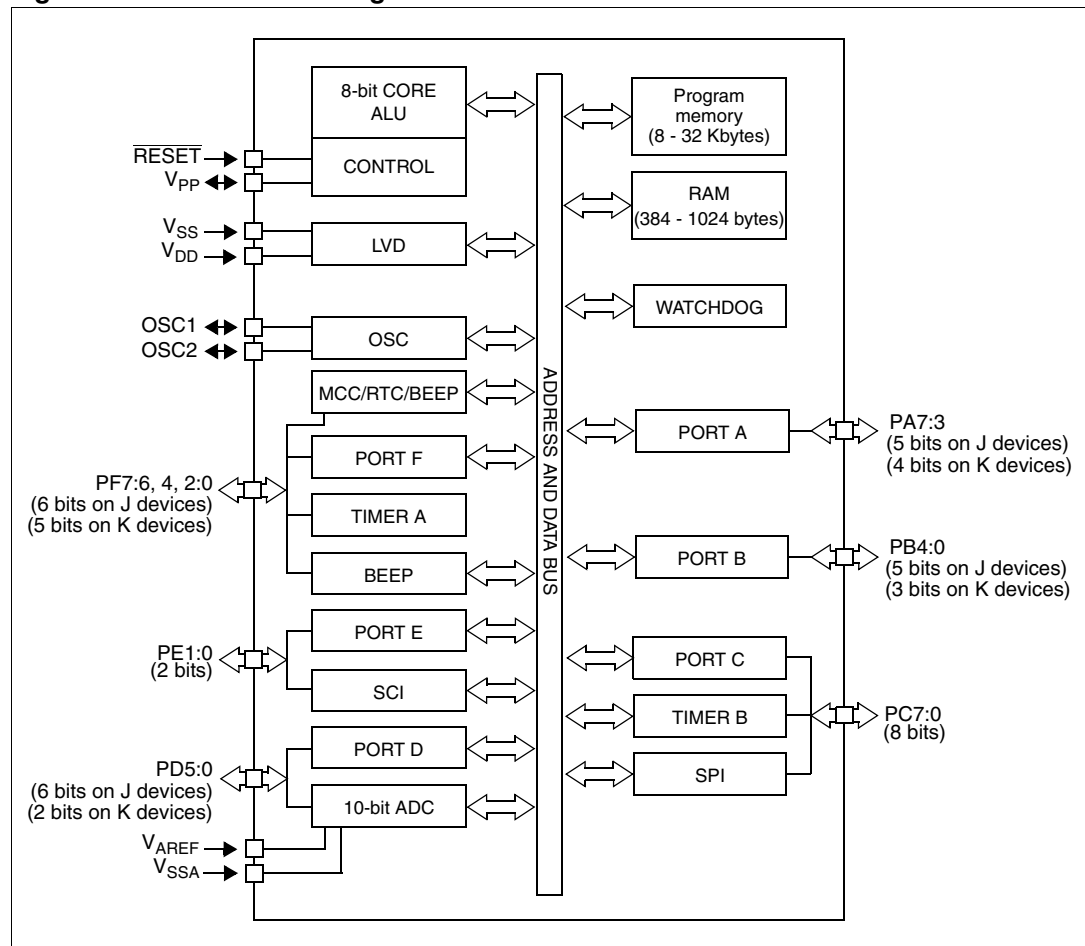 8-bit CORE
ALU
CONTROL
RESET
VPP
VSS
VDD
LVD
OSC1
OSC2
OSC
MCC/RTC/BEEP
PORT F
PF7:6, 4, 2:0
(6 bits on J devices)
(5 bits on K devices)
TIMER A
BEEP
PORT E
PE1:0
(2 bits)
SCI
PORT D
PD5:0
(6 bits on J devices)
(2 bits on K devices)
10-bit ADC
VAREF
VSSA
ADDRESS AND DATA BUS
Program
memory
(8 - 32 Kbytes)
RAM
(384 - 1024 bytes)
WATCHDOG
PORT A
PA7:3
(5 bits on J devices)
(4 bits on K devices)
PORT B
PB4:0
(5 bits on J devices)
(3 bits on K devices)
PORT C
TIMER B
PC7:0
(8 bits)
SPI